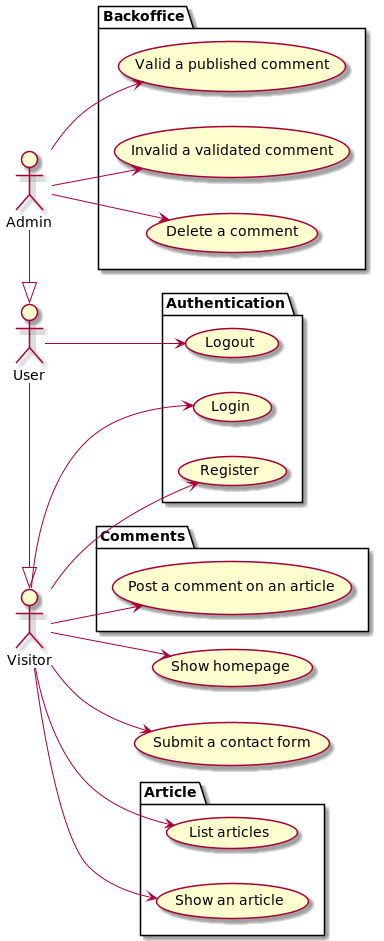 Backoffice
Valid a published comment
Invalid a validated comment
Admin
Delete a comment
Authentication
Logout
User
Login
Register
Comments
Post a comment on an article
Visitor
Show homepage
Submit a contact form
Article
List articles
Show an article